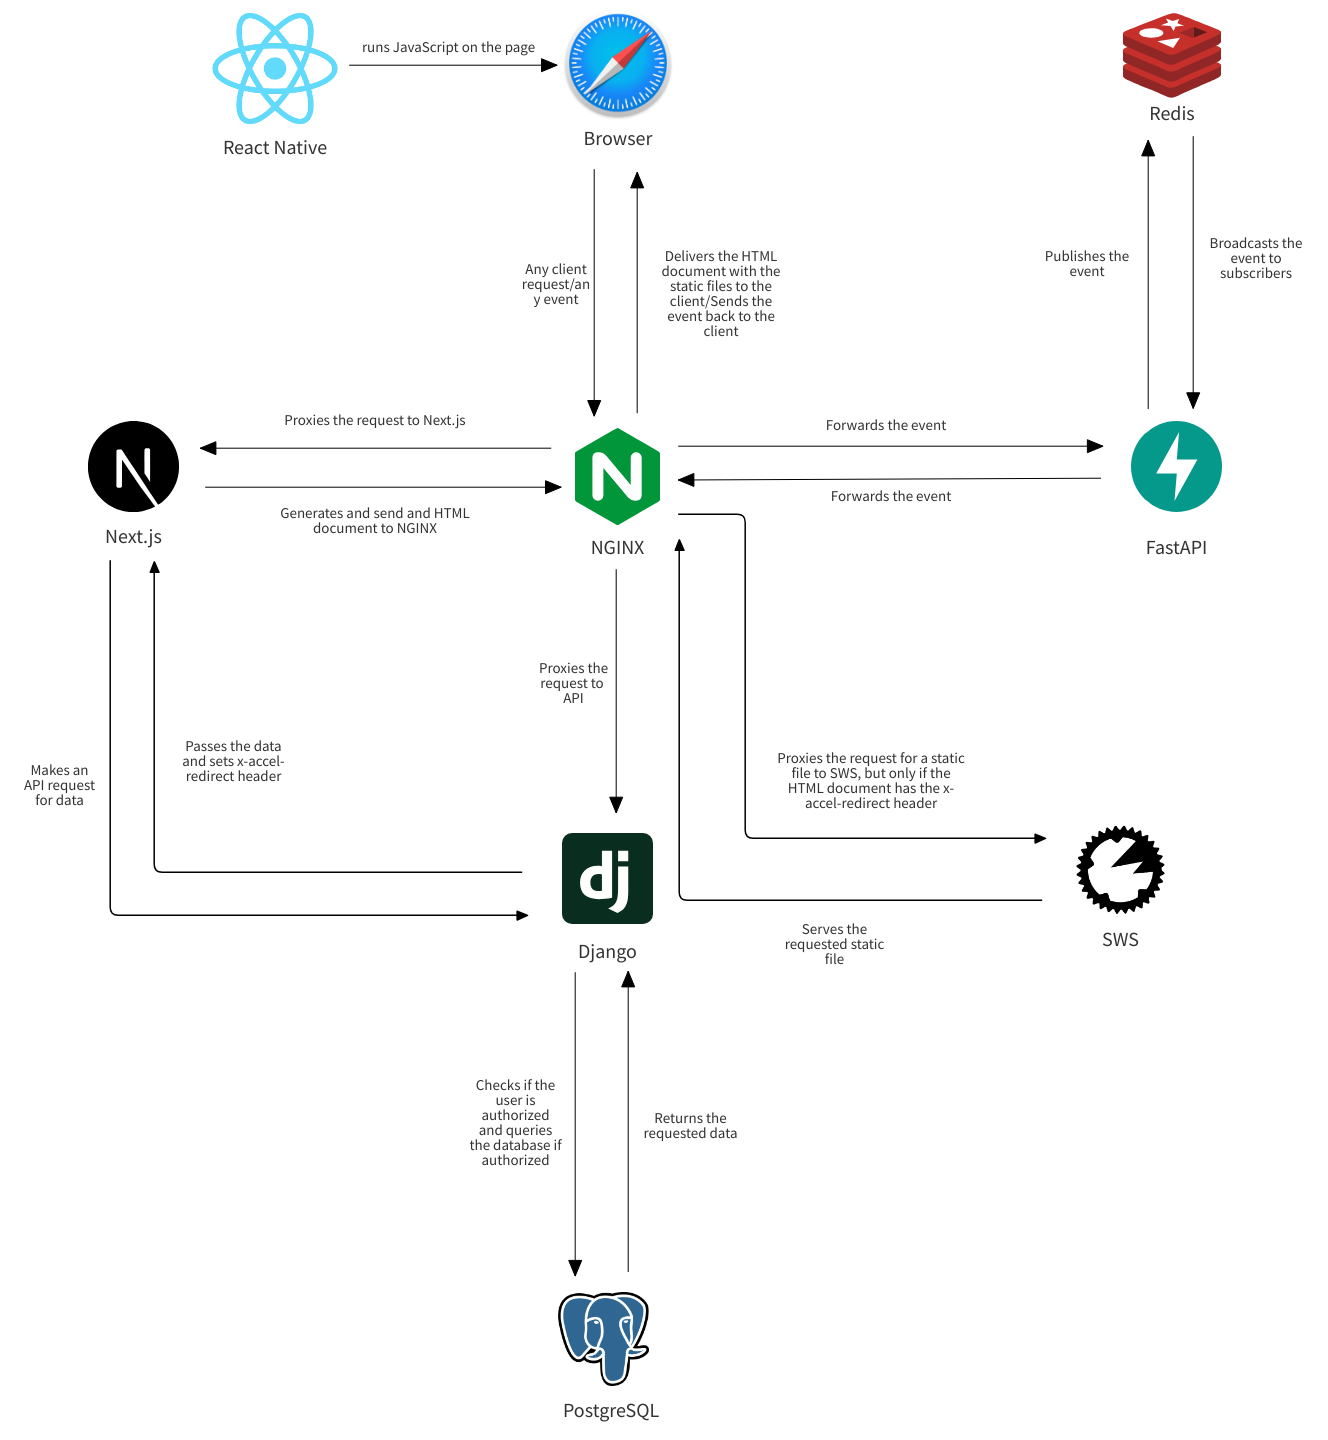 runs JavaScript on the page
React Native
Browser
Redis
Any client
request/an
y event
Delivers the HTML
document with the
static files to the
client/Sends the
event back to the
client
Publishes the
event
Broadcasts the
event to
subscribers
Proxies the request to Next.js
Forwards the event
Generates and send and HTML
document to NGINX
Forwards the event
Next.js
NGINX
FastAPI
Proxies the
request to
API
Makes an
API request
for data
Passes the data
and sets x-accel-
redirect header
Proxies the request for a static
file to SWS, but only if the
HTML document has the x-
accel-redirect header
dj
Django
Serves the
requested static
file
SWS
Checks if the
user is
authorized
and queries
the database if
authorized
Returns the
requested data
PostgreSQL